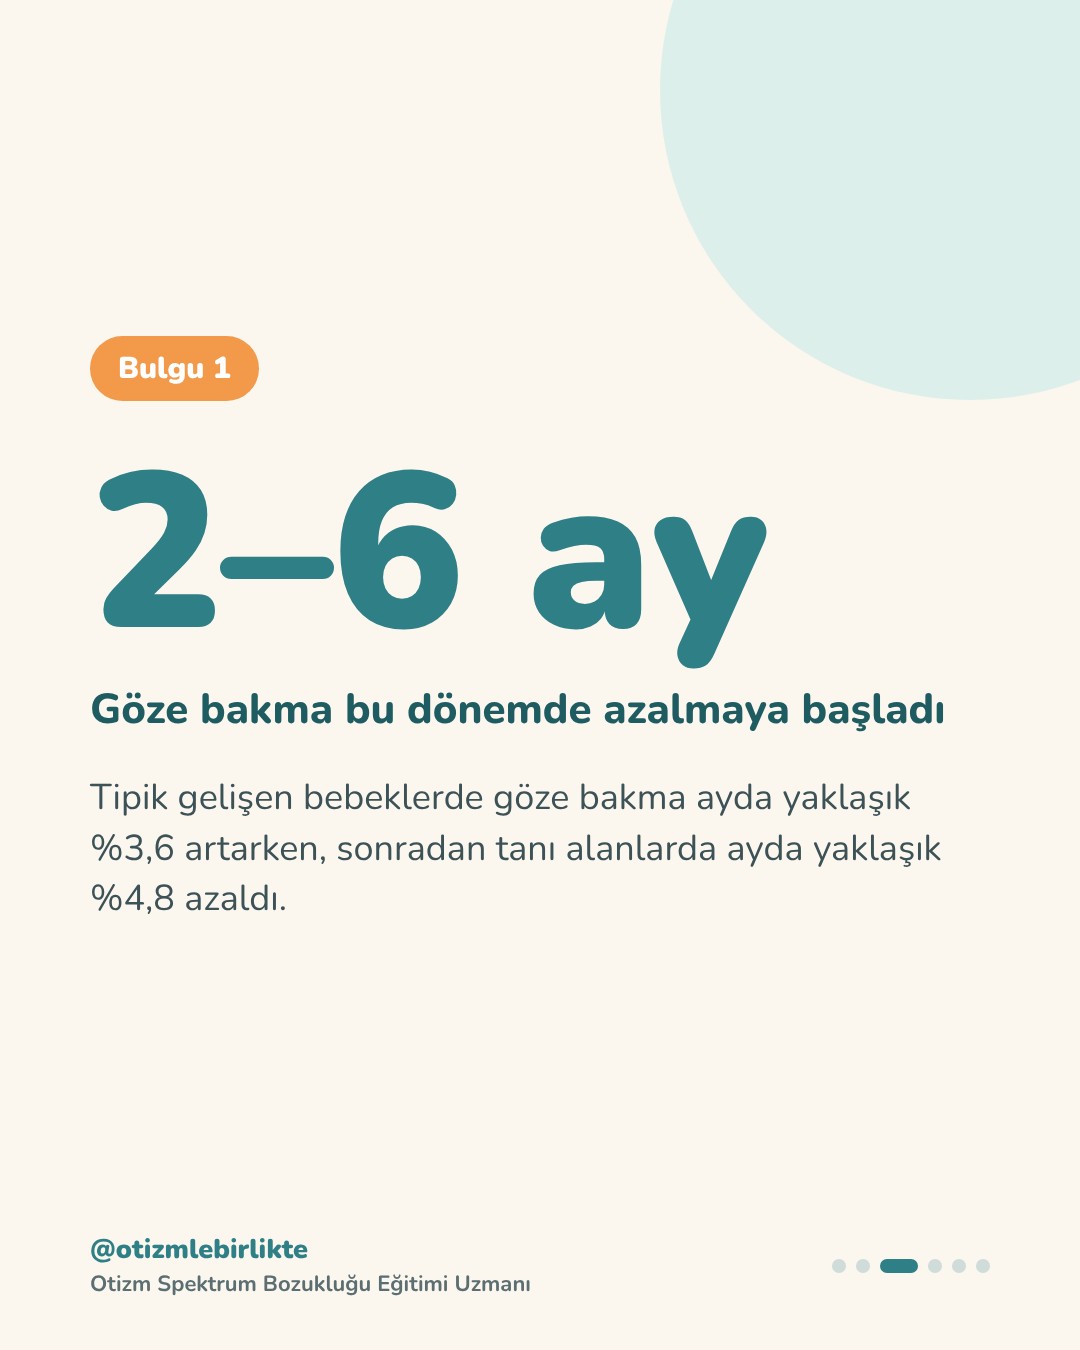 Bulgu 1
2–6 ay
Göze bakma bu dönemde azalmaya başladı
Tipik gelişen bebeklerde göze bakma ayda yaklaşık
%3,6 artarken, sonradan tanı alanlarda ayda yaklaşık
%4,8 azaldı.
@otizmlebirlikte
Otizm Spektrum Bozukluğu Eğitimi Uzmanı